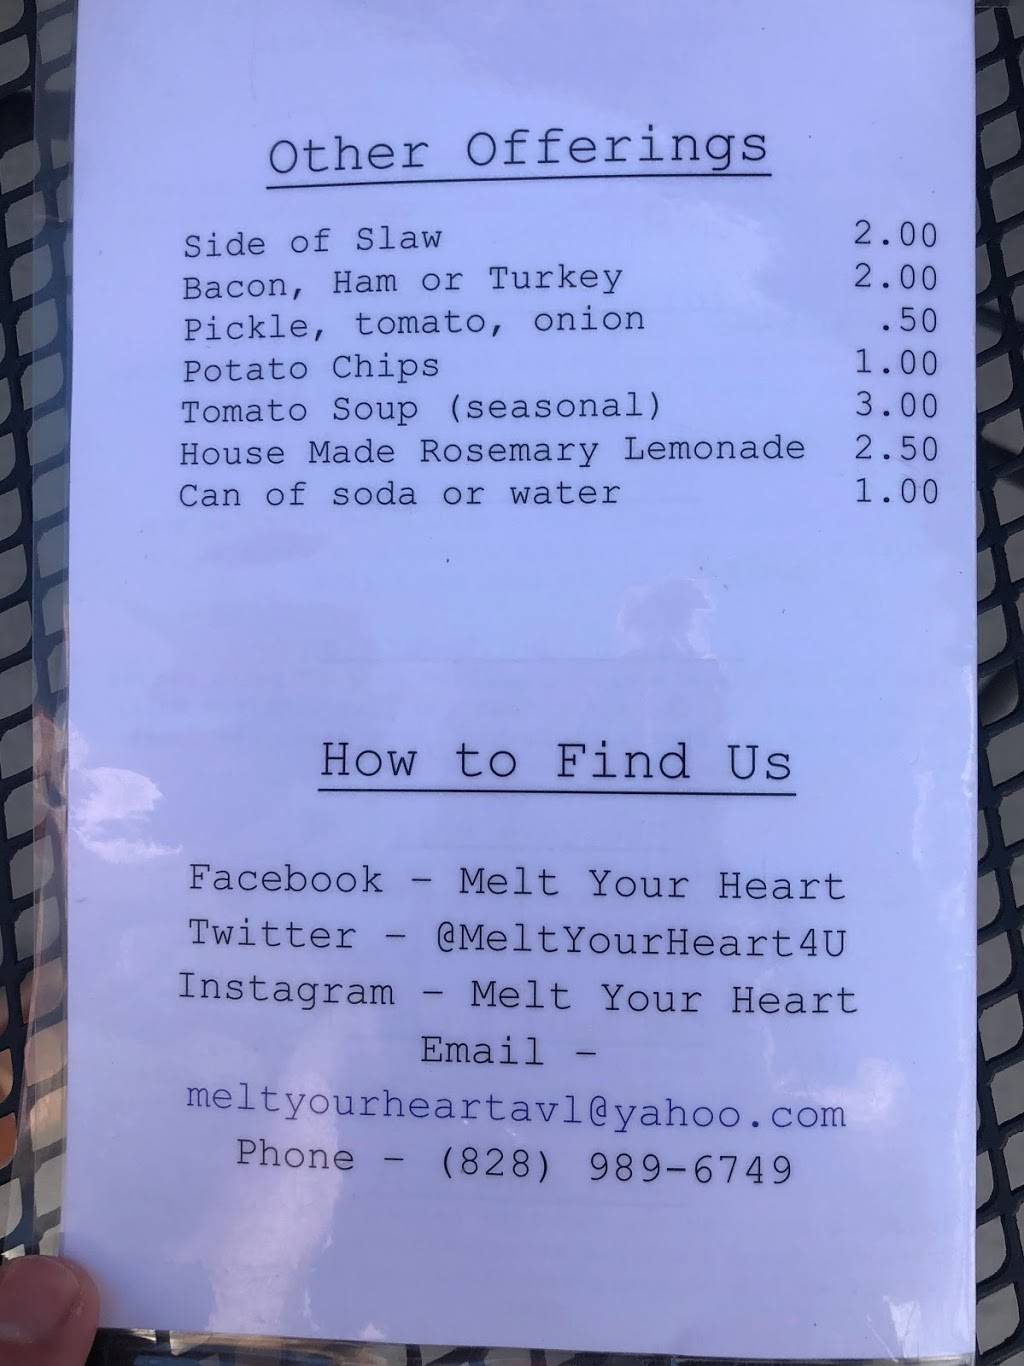 Other Offerings
Side of Slaw 2.00
Bacon, Ham or Turkey 2.00
Pickle, tomato, onion .50
Potato Chips 1.00
Tomato Soup (seasonal) 3.00
House Made Rosemary Lemonade 2.50
Can of soda or water 1.00
How to Find Us
Facebook – Melt Your Heart
Twitter – @MeltYourHeart4U
Instagram – Melt Your Heart
Email –
meltyourheartavl@yahoo.com
Phone – (828) 989-6749